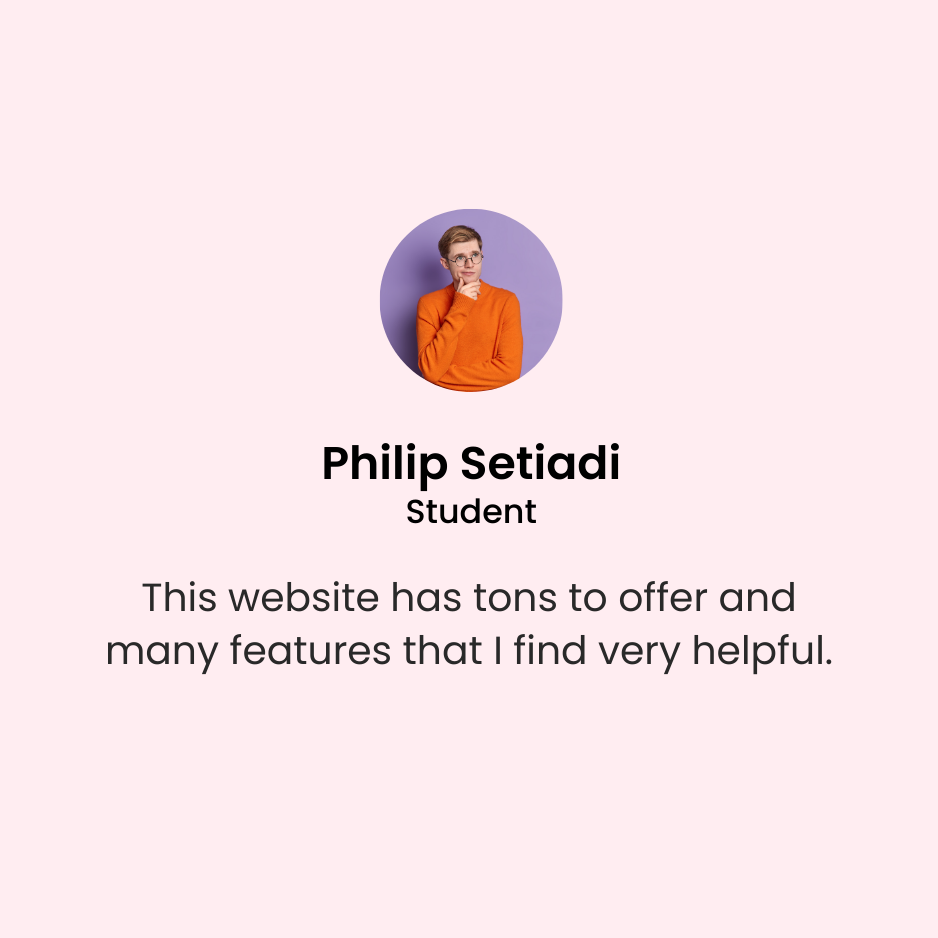 Philip Setiadi
Student
This website has tons to offer and
many features that I find very helpful.